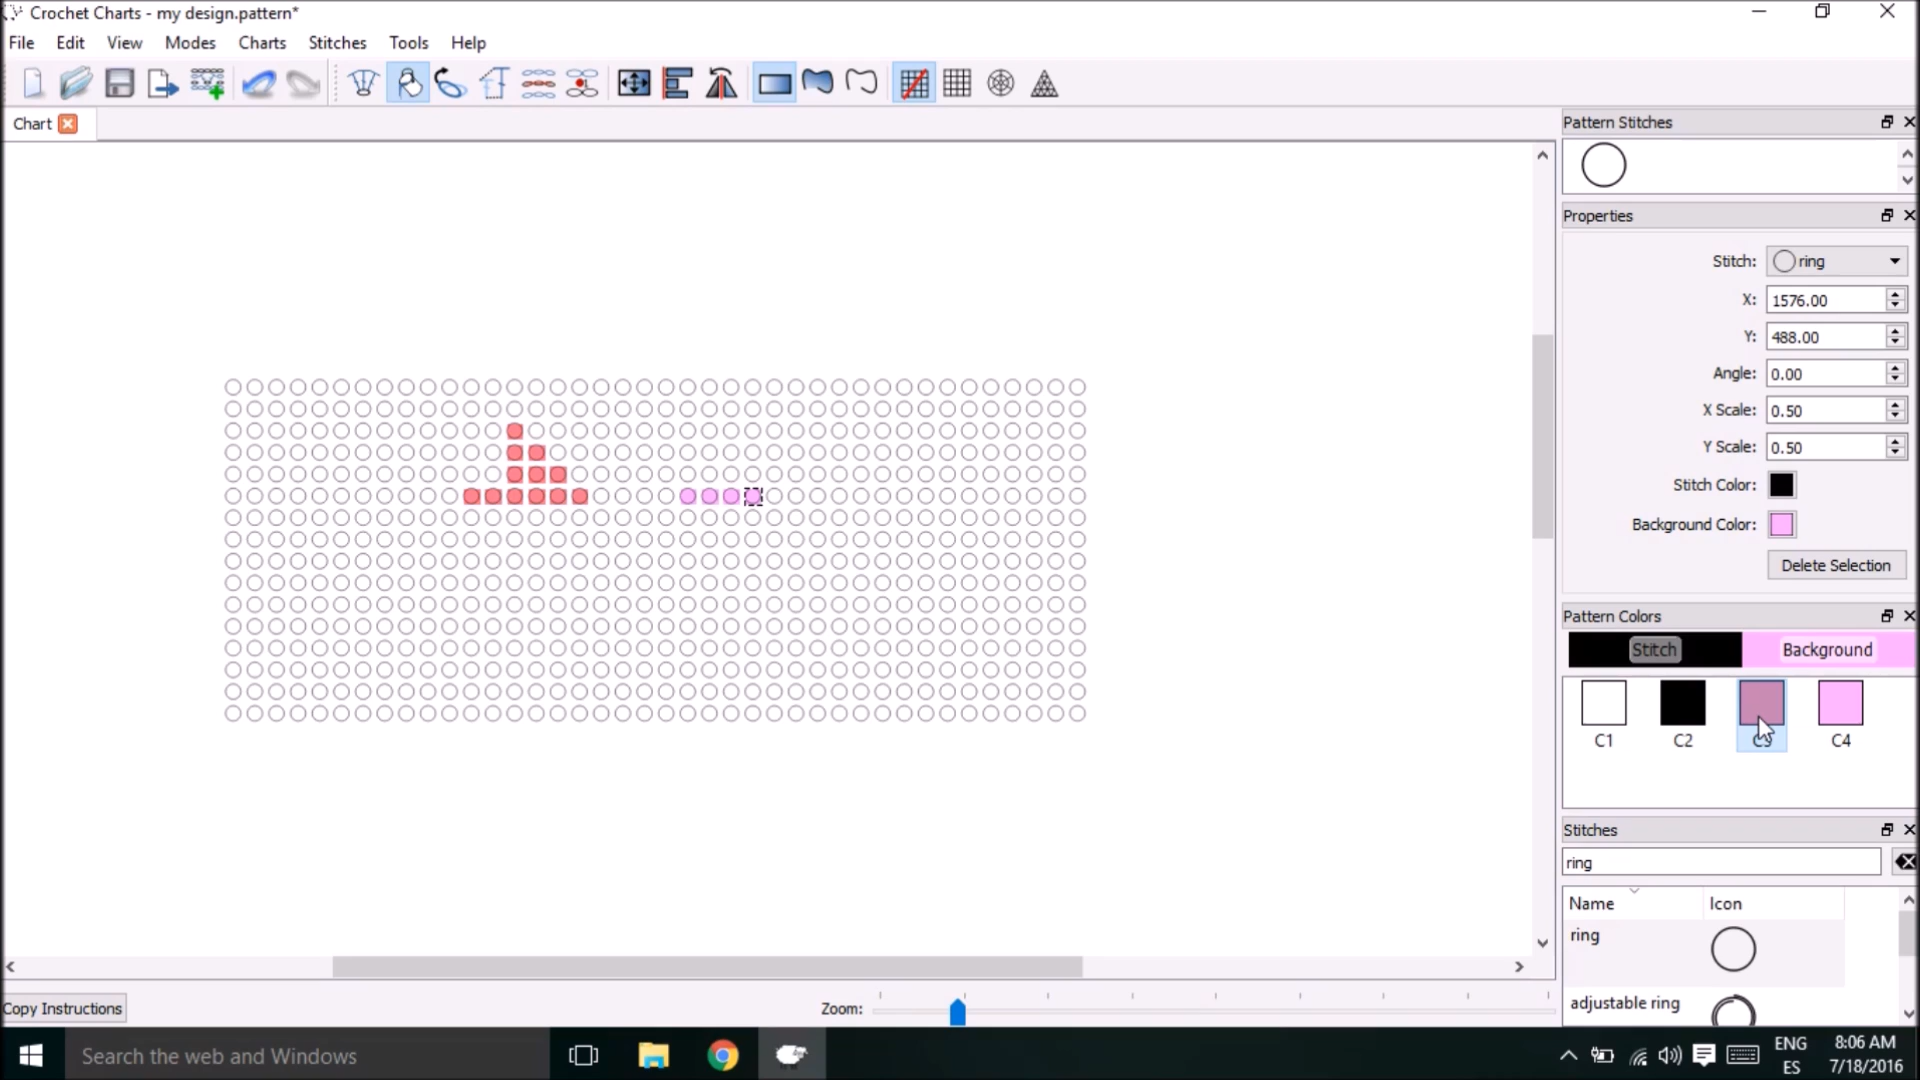 Crochet Charts - my design.pattern*
File Edit View Modes Charts Stitches Tools Help
Chart
Pattern Stitches
Properties
Stitch: ring
X: 1576.00
Y: 488.00
Angle: 0.00
X Scale: 0.50
Y Scale: 0.50
Stitch Color:
Background Color:
Delete Selection
Pattern Colors
Stitch Background
C1 C2 C3 C4
Stitches
ring
Name Icon
ring
adjustable ring
Copy Instructions
Zoom:
Search the web and Windows
ENG
ES
8:06 AM
7/18/2016